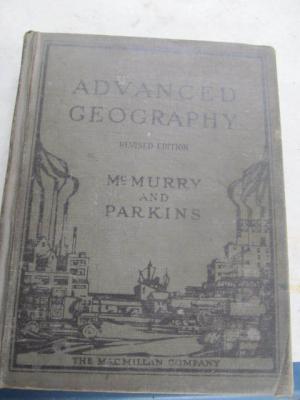 ADVANCED
GEOGRAPHY
REVISED EDITION
McMURRY
AND
PARKINS
THE MACMILLAN COMPANY